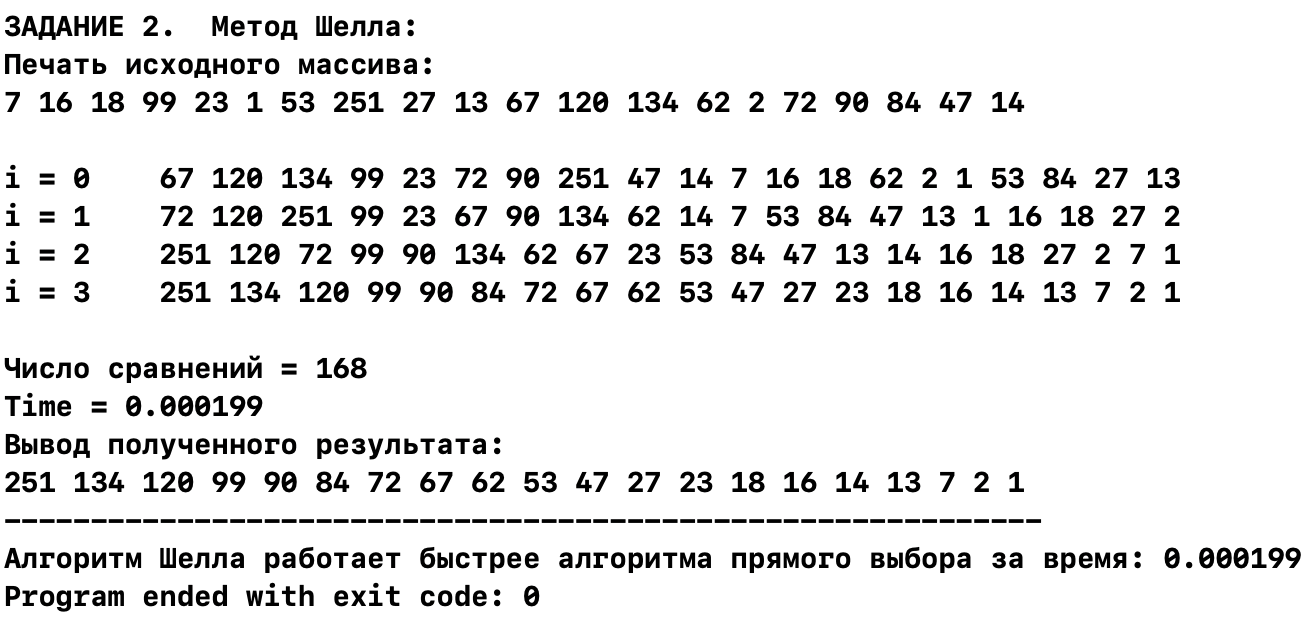 ЗАДАНИЕ 2.  Метод Шелла:
Печать исходного массива:
7 16 18 99 23 1 53 251 27 13 67 120 134 62 2 72 90 84 47 14
i = 0    67 120 134 99 23 72 90 251 47 14 7 16 18 62 2 1 53 84 27 13
i = 1    72 120 251 99 23 67 90 134 62 14 7 53 84 47 13 1 16 18 27 2
i = 2    251 120 72 99 90 134 62 67 23 53 84 47 13 14 16 18 27 2 7 1
i = 3    251 134 120 99 90 84 72 67 62 53 47 27 23 18 16 14 13 7 2 1
Число сравнений = 168
Time = 0.000199
Вывод полученного результата:
251 134 120 99 90 84 72 67 62 53 47 27 23 18 16 14 13 7 2 1
------------------------------------------------------------
Алгоритм Шелла работает быстрее алгоритма прямого выбора за время: 0.000199
Program ended with exit code: 0